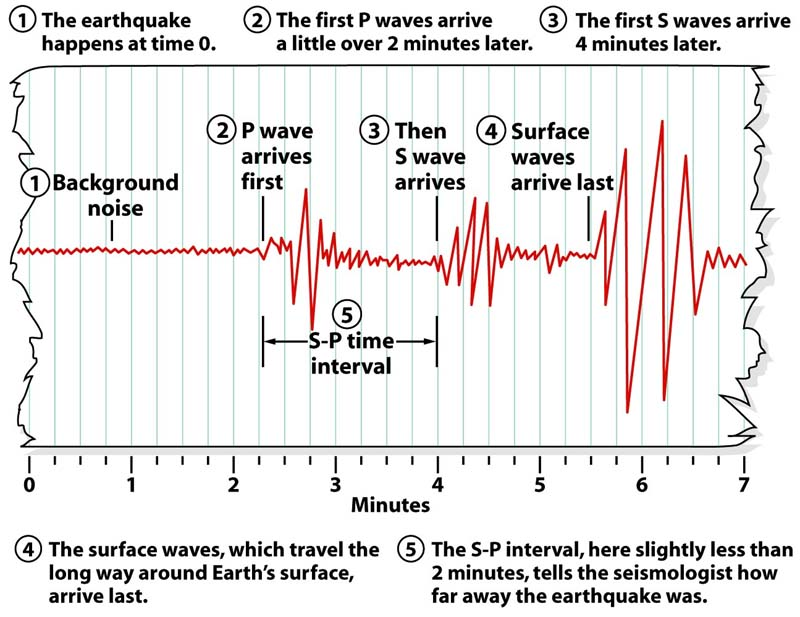 ① The earthquake
happens at time 0.
② The first P waves arrive
a little over 2 minutes later.
③ The first S waves arrive
4 minutes later.
② P wave
arrives
first
③ Then
S wave
arrives
④ Surface
waves
arrive last
① Background
noise
⑤
S-P time
interval
0 1 2 3 4 5 6 7
Minutes
④ The surface waves, which travel the
long way around Earth’s surface,
arrive last.
⑤ The S-P interval, here slightly less than
2 minutes, tells the seismologist how
far away the earthquake was.